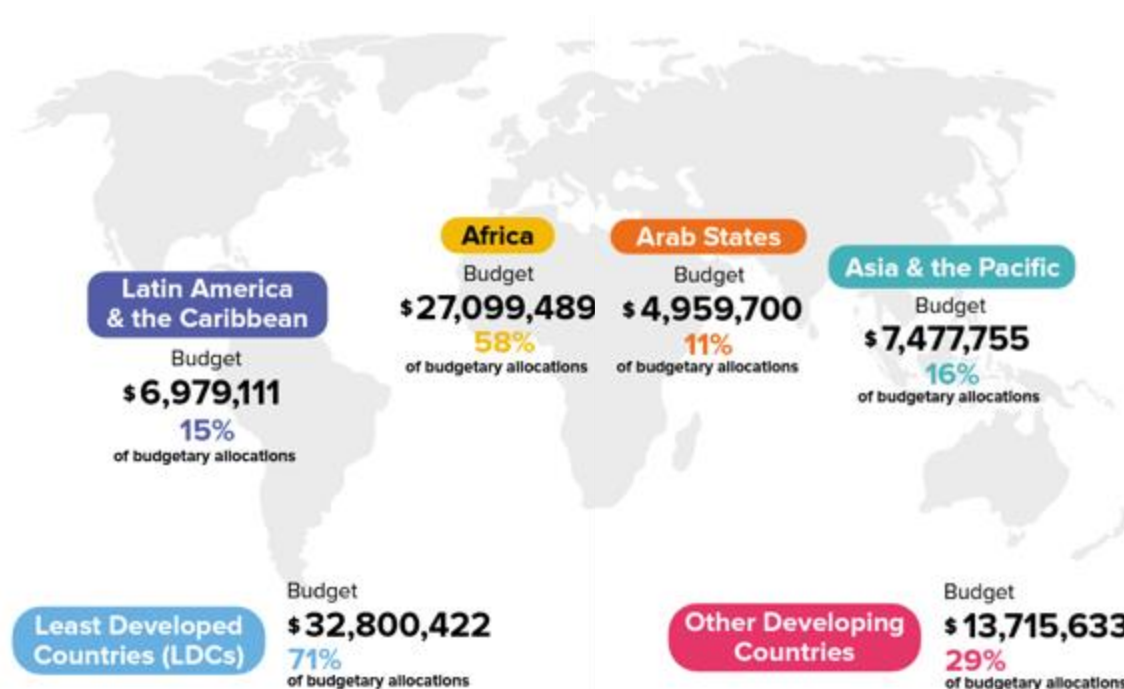 Africa
Budget
$27,099,489
58%
of budgetary allocations
Arab States
Budget
$4,959,700
11%
of budgetary allocations
Asia & the Pacific
Budget
$7,477,755
16%
of budgetary allocations
Latin America
& the Caribbean
Budget
$6,979,111
15%
of budgetary allocations
Least Developed
Countries (LDCs)
Budget
$32,800,422
71%
of budgetary allocations
Other Developing
Countries
Budget
$13,715,633
29%
of budgetary allocations